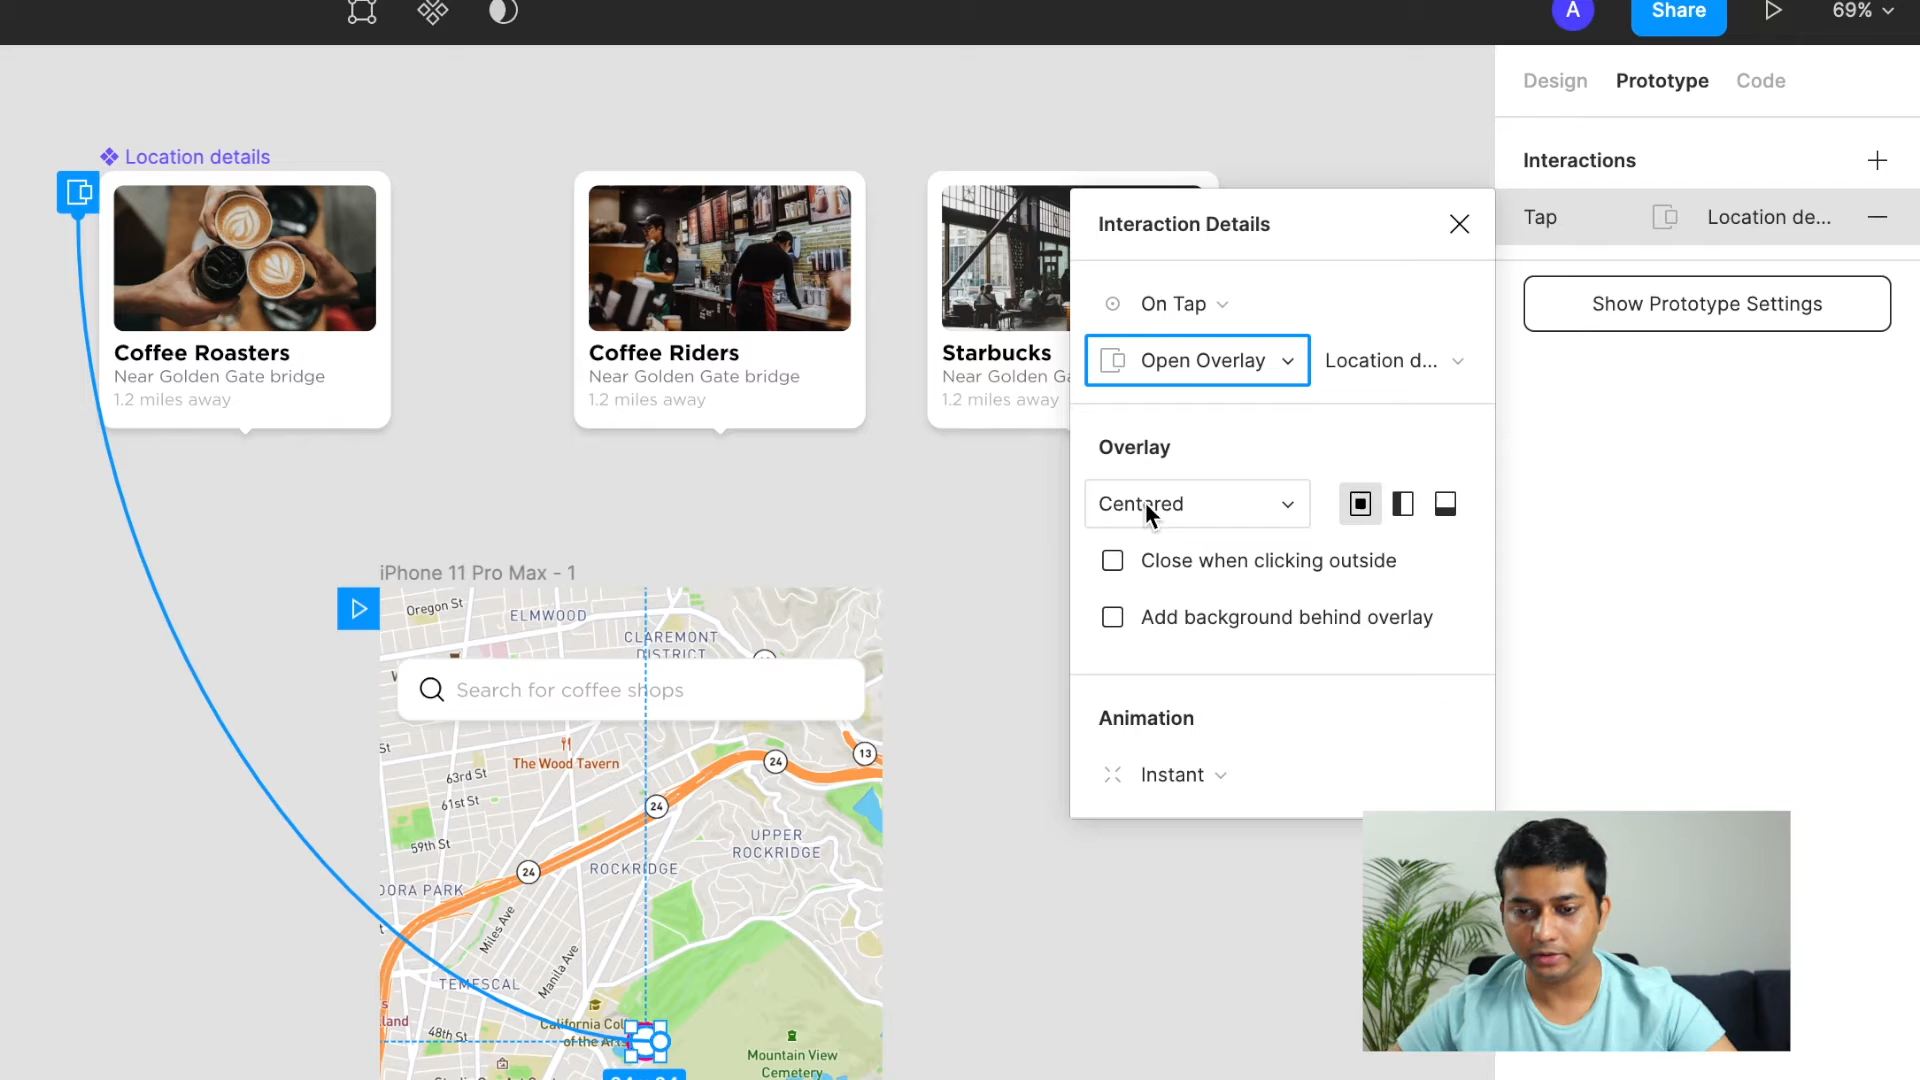 A
Share
69%
Design Prototype Code
Interactions
Tap
Location de...
Show Prototype Settings
Location details
Coffee Roasters
Near Golden Gate bridge
1.2 miles away
Coffee Riders
Near Golden Gate bridge
1.2 miles away
Starbucks
Near Golden Ga
1.2 miles away
Interaction Details
On Tap
Open Overlay
Location d...
Overlay
Centered
Close when clicking outside
Add background behind overlay
Animation
Instant
iPhone 11 Pro Max - 1
Oregon St
ELMWOOD
CLAREMONT
DISTRICT
Search for coffee shops
St
The Wood Tavern
63rd St
61st St
59th St
24
24
24
13
UPPER
ROCKRIDGE
ROCKRIDGE
DORA PARK
Miles Ave
Manila Ave
TEMESCAL
land
48th St
California Col
of the Arts
Mountain View
Cemetery